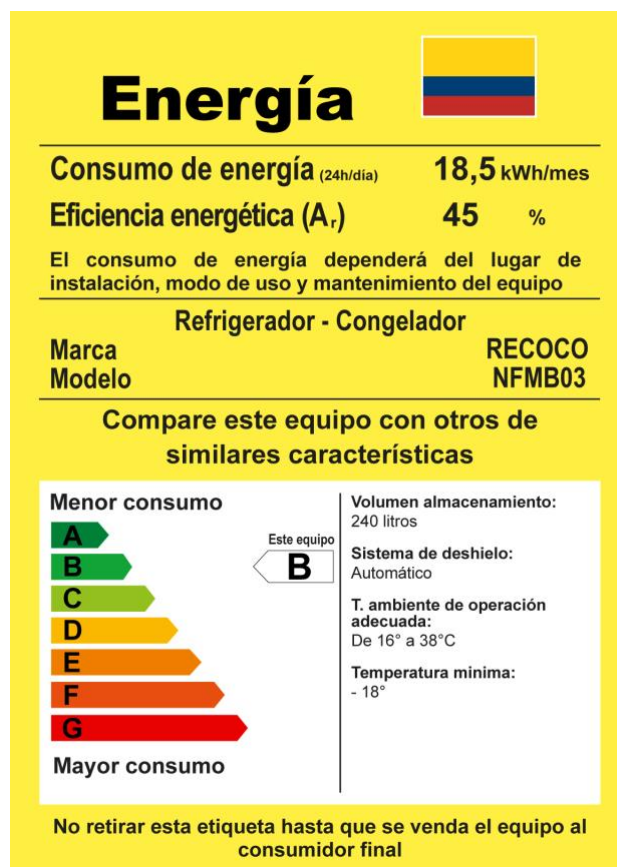 Energía
Consumo de energía (24h/día) 18,5 kWh/mes
Eficiencia energética (Ar) 45 %
El consumo de energía dependerá del lugar de
instalación, modo de uso y mantenimiento del equipo
Refrigerador - Congelador
Marca RECOCO
Modelo NFMB03
Compare este equipo con otros de
similares características
Menor consumo
A
B
C
D
E
F
G
Mayor consumo
Este equipo
B
Volumen almacenamiento:
240 litros
Sistema de deshielo:
Automático
T. ambiente de operación
adecuada:
De 16° a 38°C
Temperatura minima:
- 18°
No retirar esta etiqueta hasta que se venda el equipo al
consumidor final